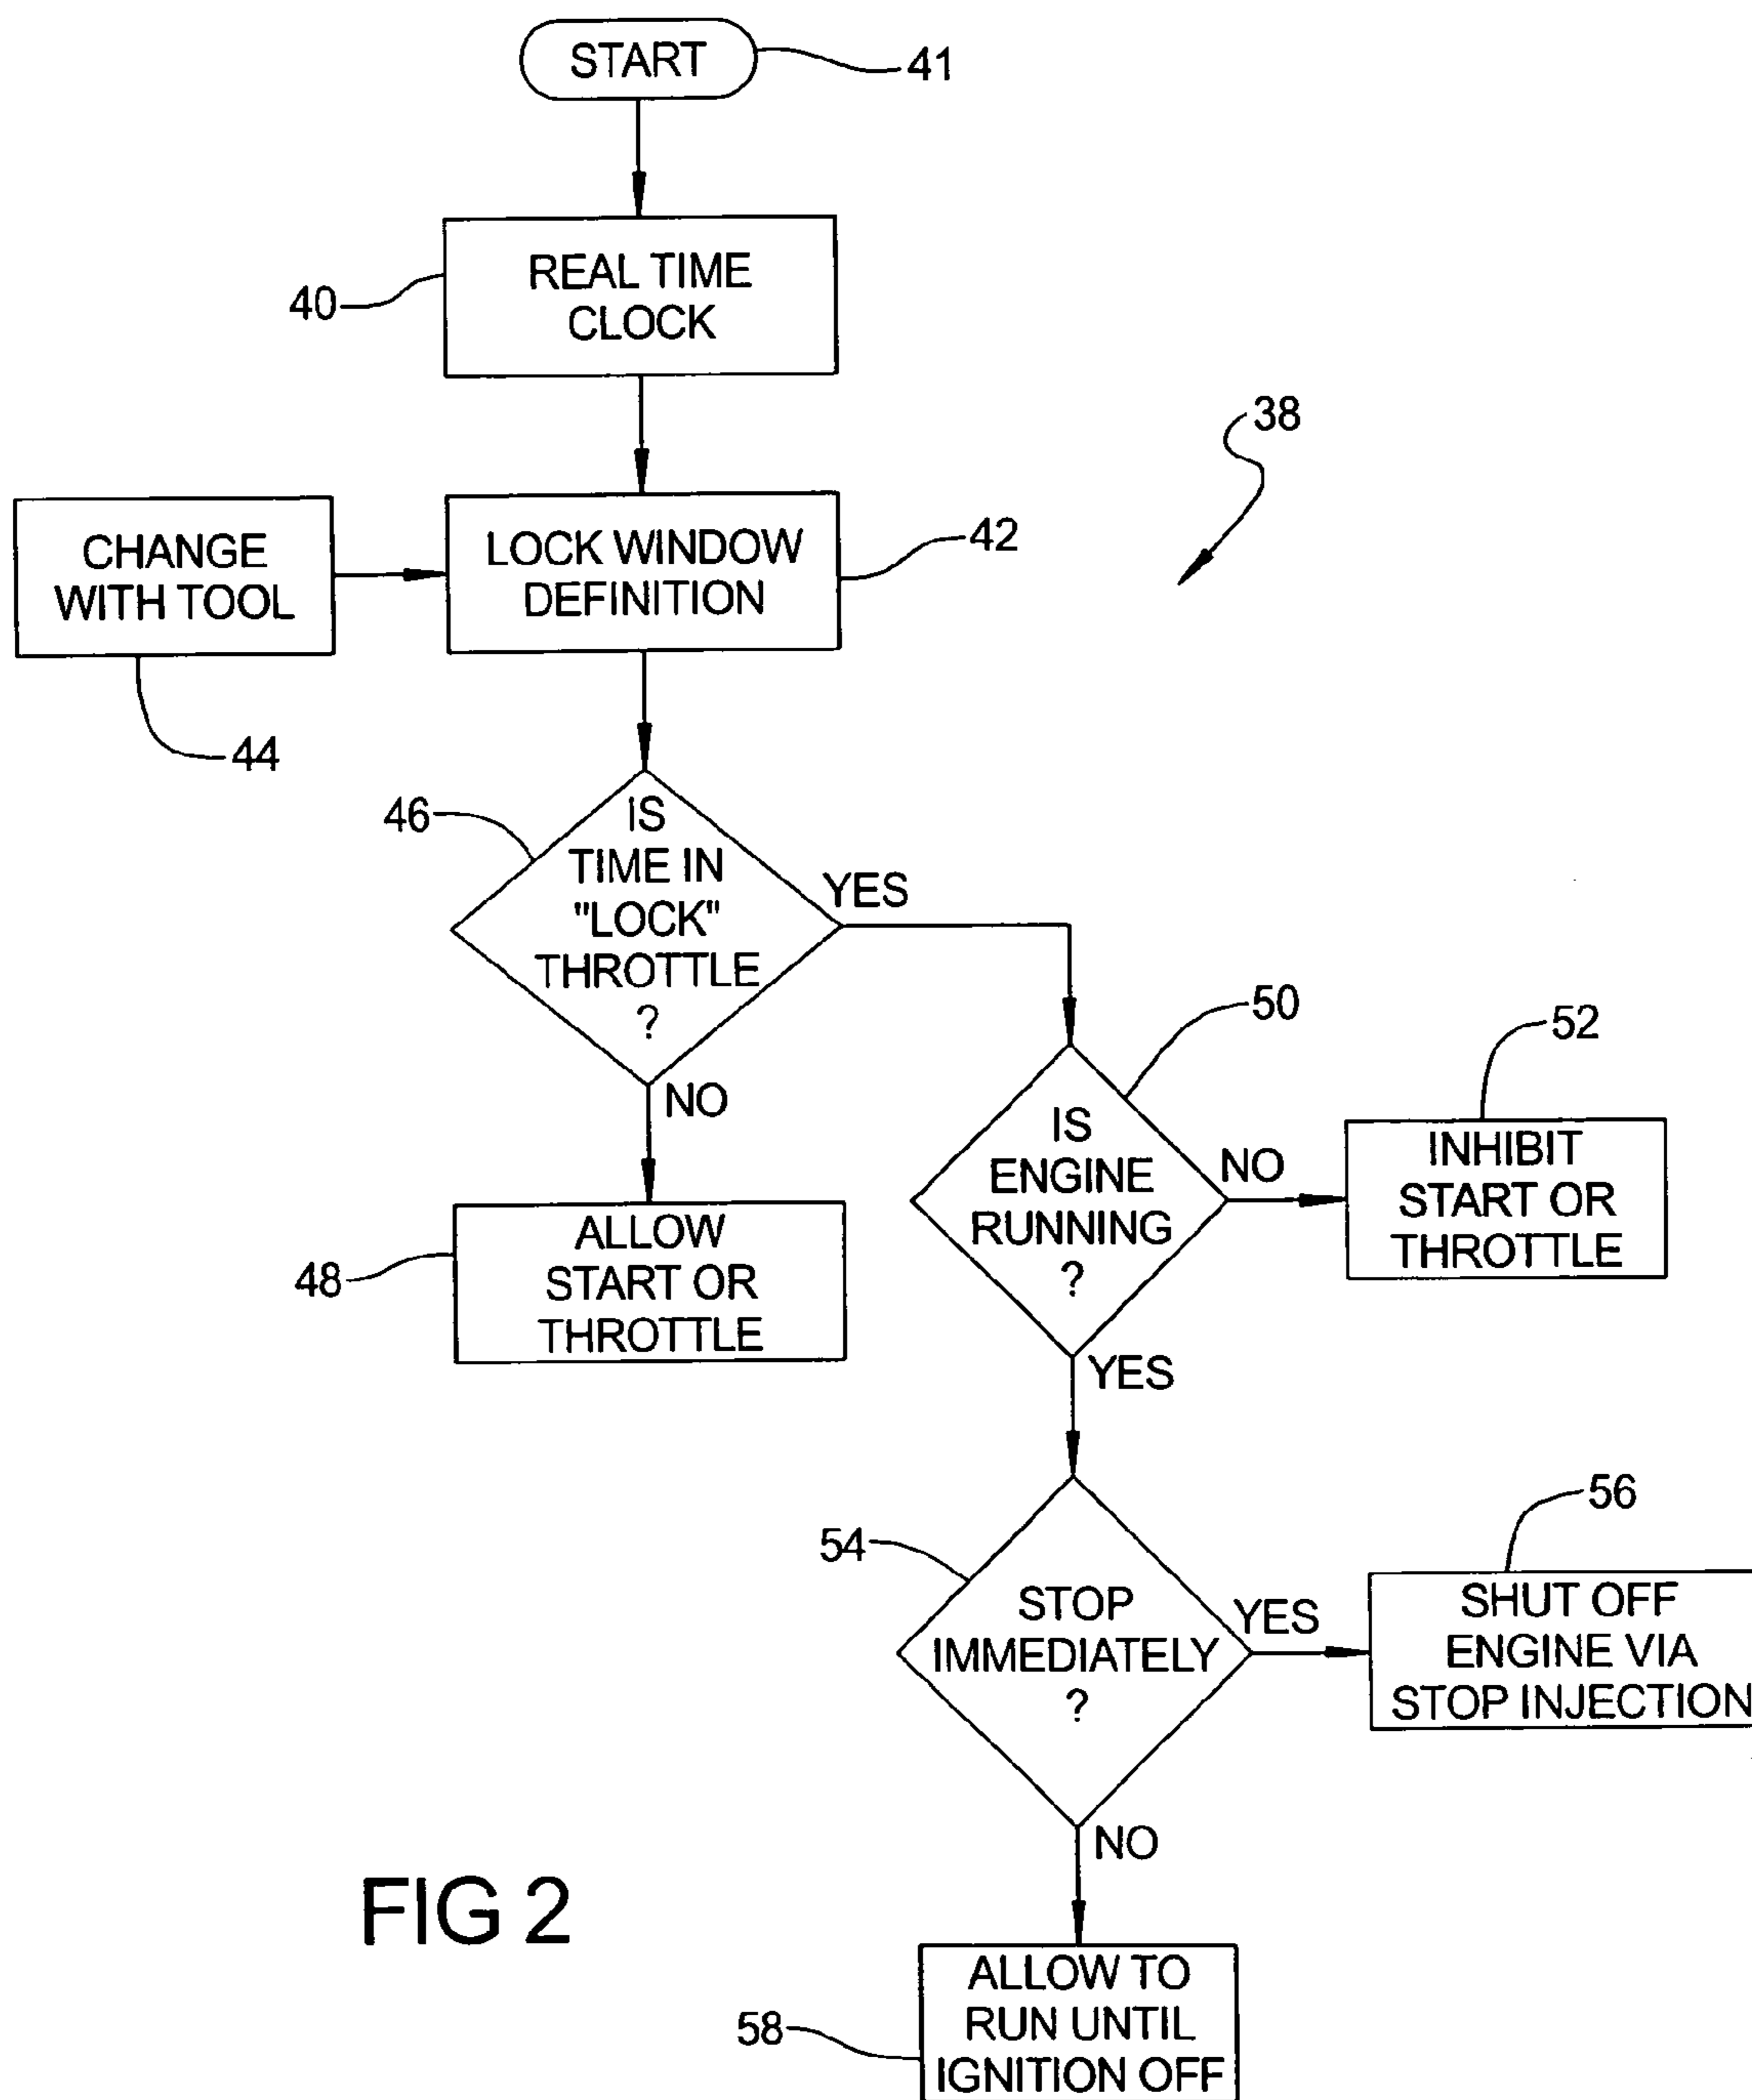 START
41
REAL TIME
CLOCK
40
38
CHANGE
WITH TOOL
44
LOCK WINDOW
DEFINITION
42
46
IS
TIME IN
"LOCK"
THROTTLE
?
YES
NO
ALLOW
START OR
THROTTLE
48
50
IS
ENGINE
RUNNING
?
NO
YES
52
INHIBIT
START OR
THROTTLE
54
STOP
IMMEDIATELY
?
YES
NO
56
SHUT OFF
ENGINE VIA
STOP INJECTION
ALLOW TO
RUN UNTIL
IGNITION OFF
58
FIG 2